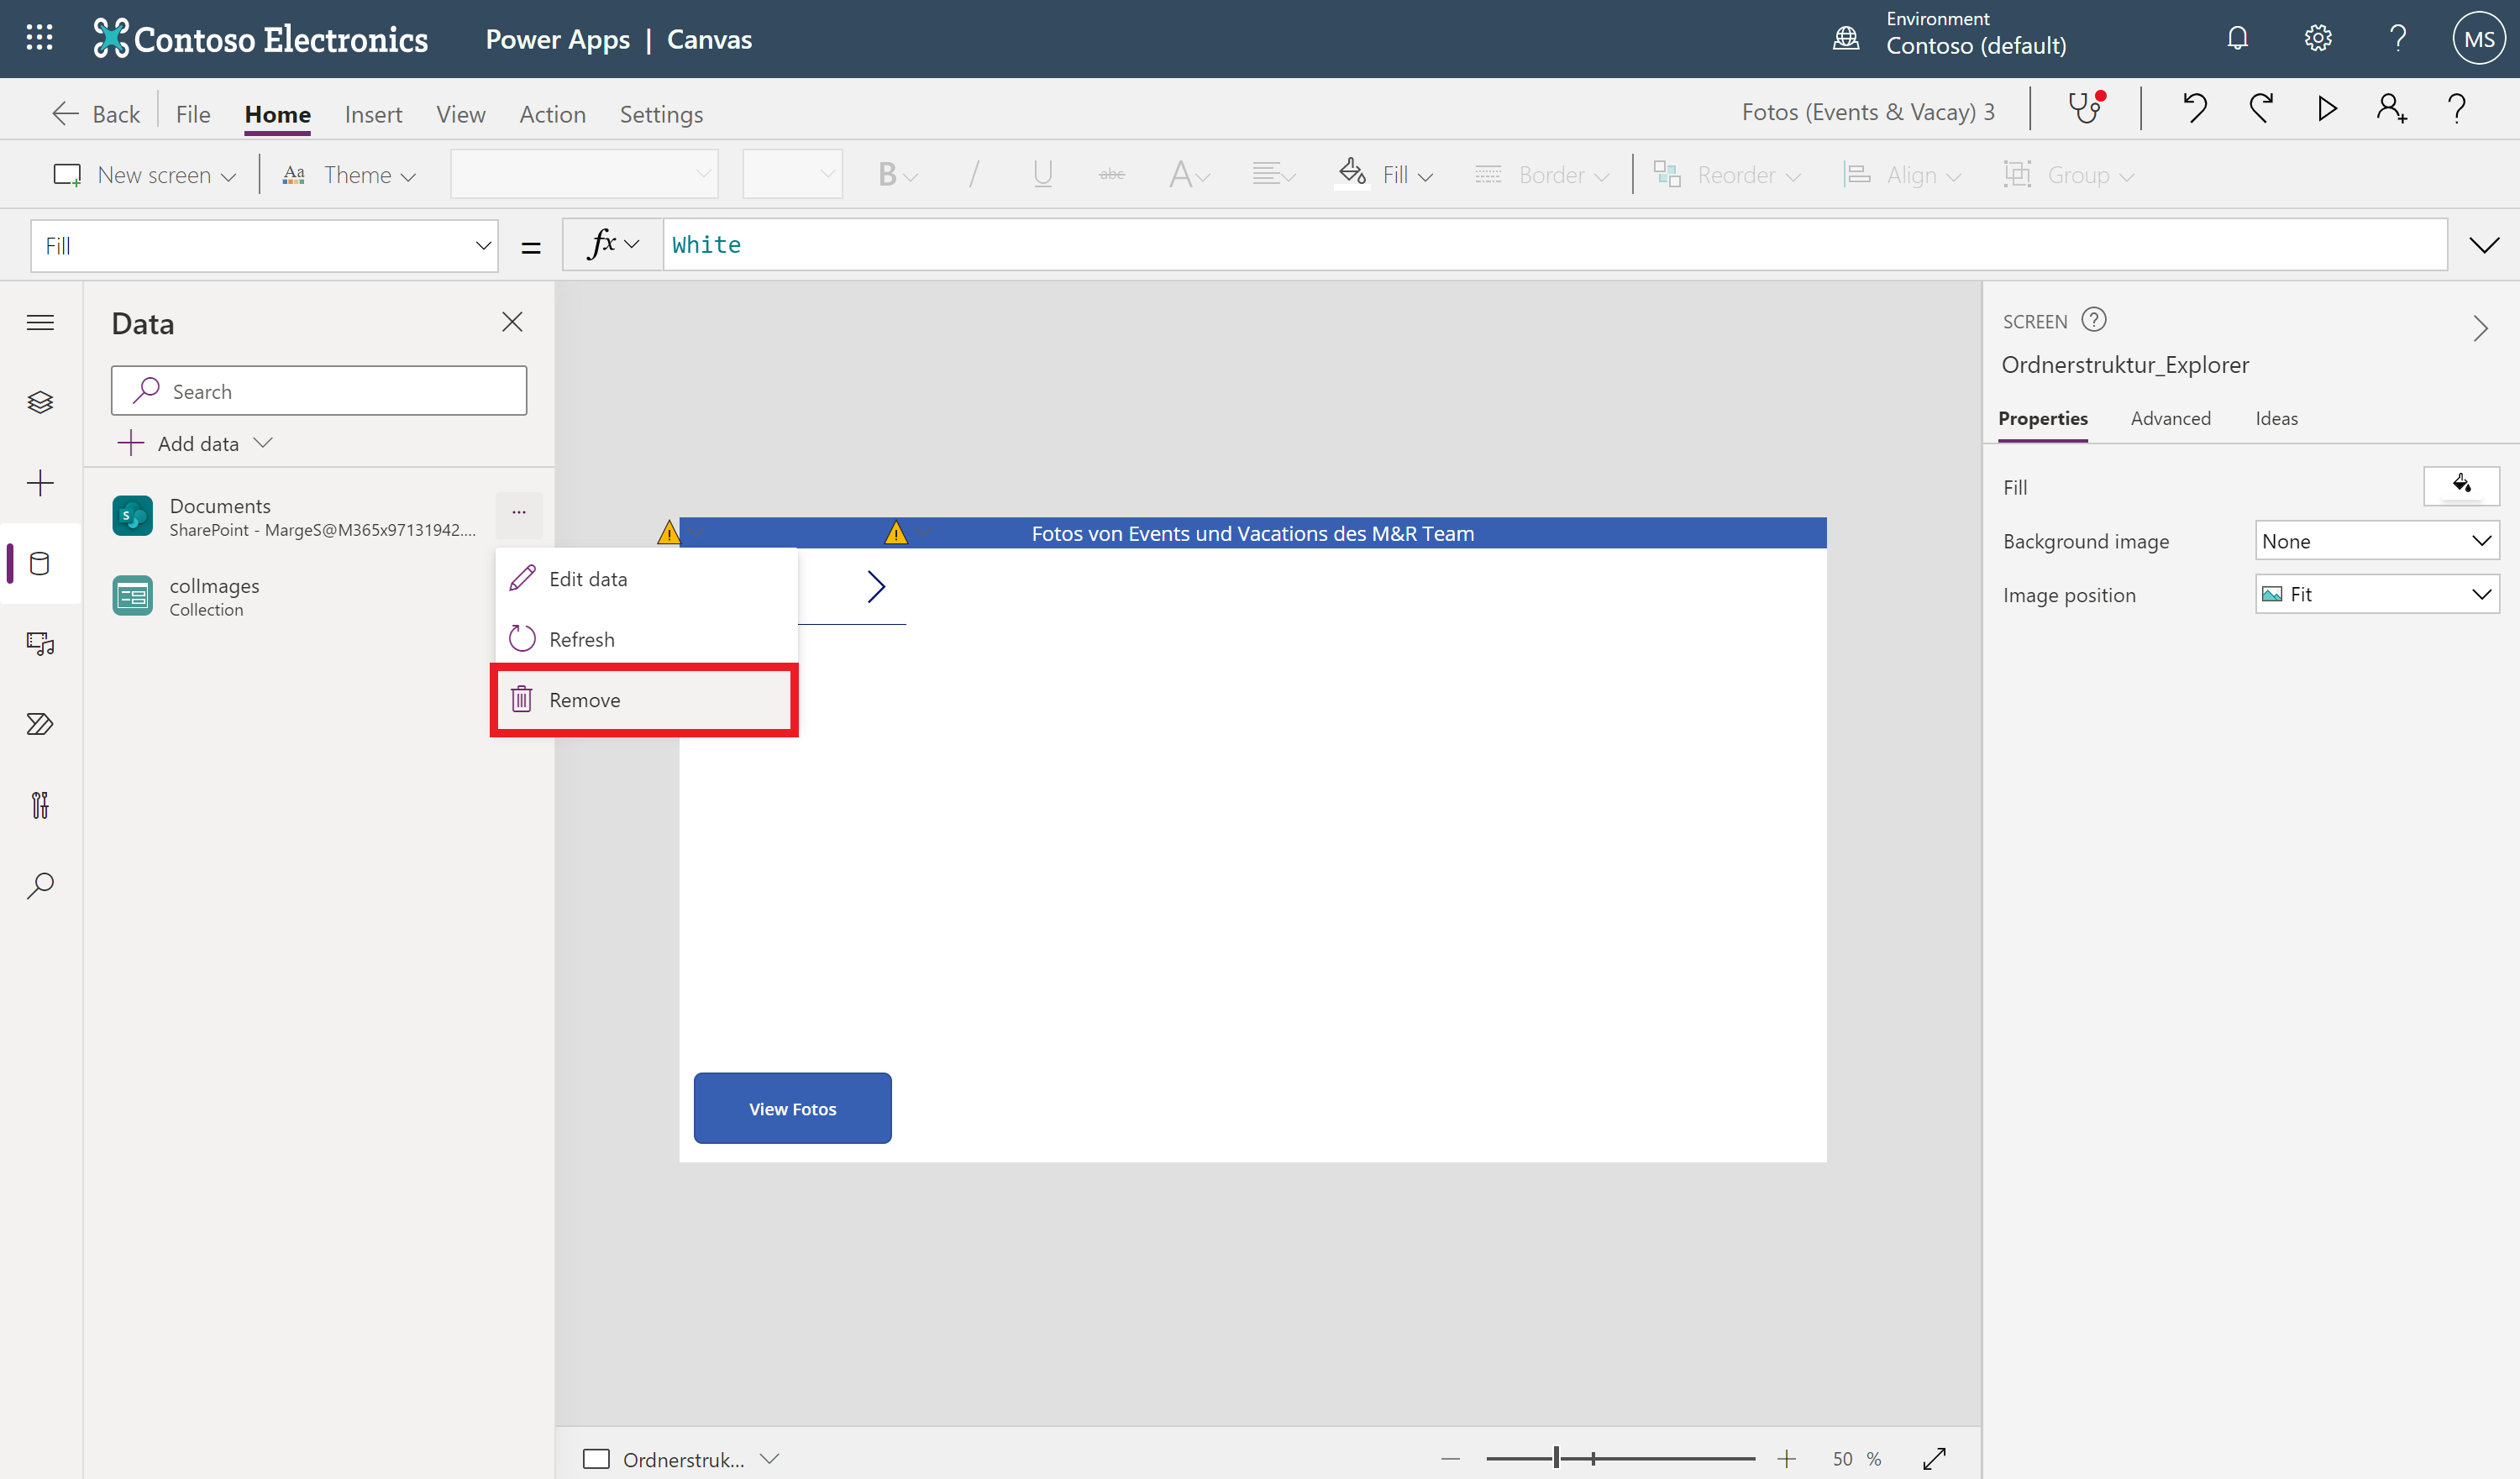 Contoso Electronics
Power Apps | Canvas
Environment
Contoso (default)
MS
Back
File
Home
Insert
View
Action
Settings
Fotos (Events & Vacay) 3
New screen
Aa
Theme
B
/
U
abc
A
Fill
Border
Reorder
Align
Group
Fill
=
fx
White
Data
Search
Add data
Documents
SharePoint - MargeS@M365x97131942....
...
colImages
Collection
Edit data
Refresh
Remove
Fotos von Events und Vacations des M&R Team
View Fotos
SCREEN
Ordnerstruktur_Explorer
Properties
Advanced
Ideas
Fill
Background image
None
Image position
Fit
Ordnerstruk...
50 %